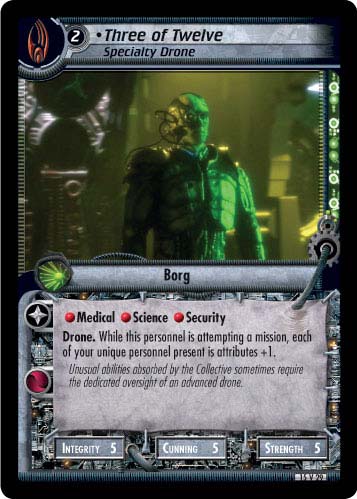 2 •Three of Twelve
Specialty Drone
Borg
Medical Science Security
Drone. While this personnel is attempting a mission, each
of your unique personnel present is attributes +1.
Unusual abilities absorbed by the Collective sometimes require
the dedicated oversight of an advanced drone.
INTEGRITY 5 CUNNING 5 STRENGTH 5
15 V 29